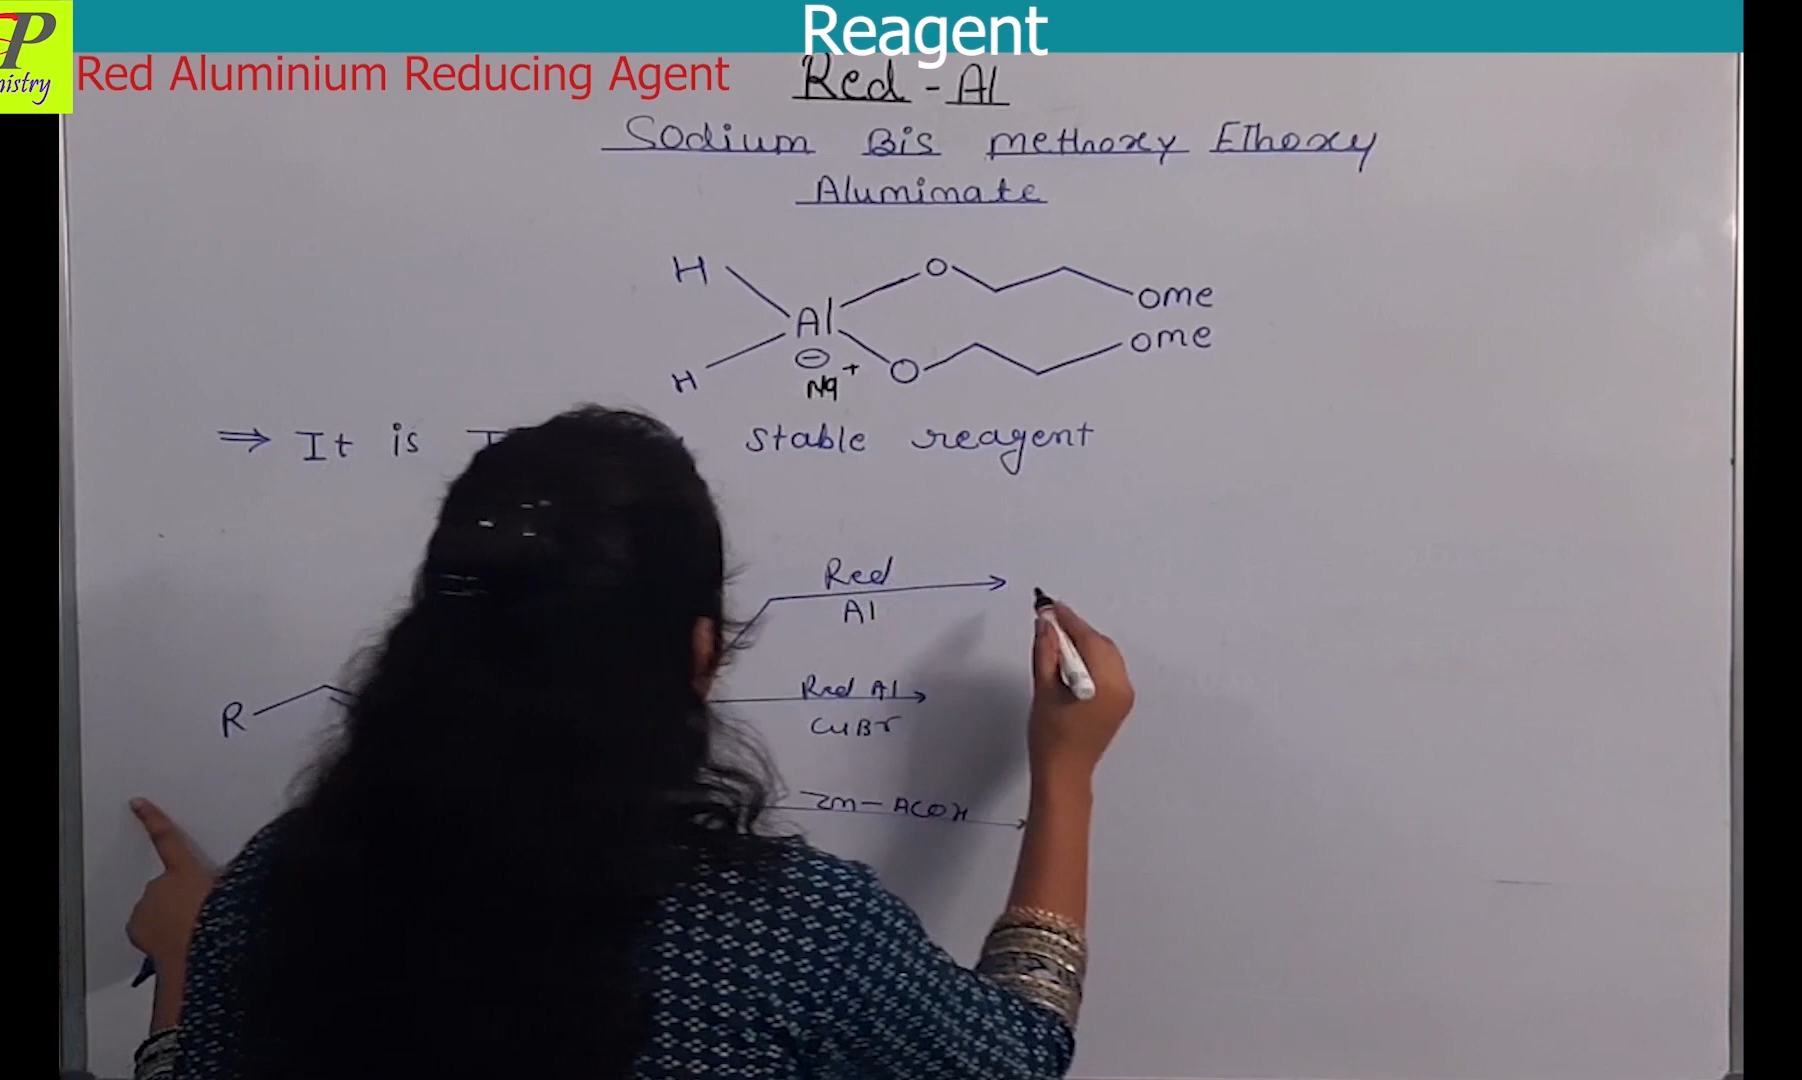 Reagent
P
Red Aluminium Reducing Agent
nistry
Red - Al
Sodium Bis methoxy Ethoxy
Aluminate
H
O
OMe
Al
OMe
⊖
H
Na+
O
⇒ It is
stable reagent
Red
Al
R
Red Al
CuBr
Zn - ACOH